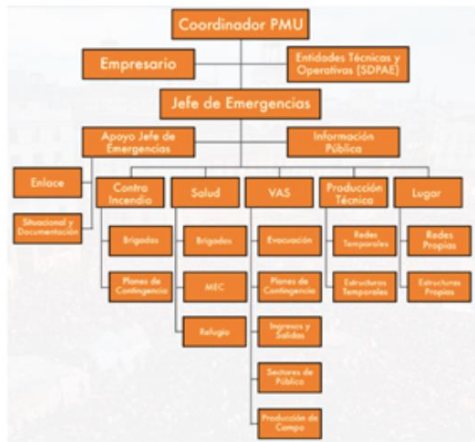 Coordinador PMU
Empresario
Entidades Técnicas y
Operativas (SDPAE)
Jefe de Emergencias
Apoyo Jefe de
Emergencias
Información
Pública
Enlace
Situacional y
Documentación
Contra
Incendio
Salud
VAS
Producción
Técnica
Lugar
Brigadas
Brigadas
Evacuación
Redes
Temporales
Redes
Propias
Planes de
Contingencia
MEC
Planes de
Contingencia
Estructuras
Temporales
Estructuras
Propias
Refugio
Ingresos y
Salidas
Sectores de
Público
Producción de
Campo